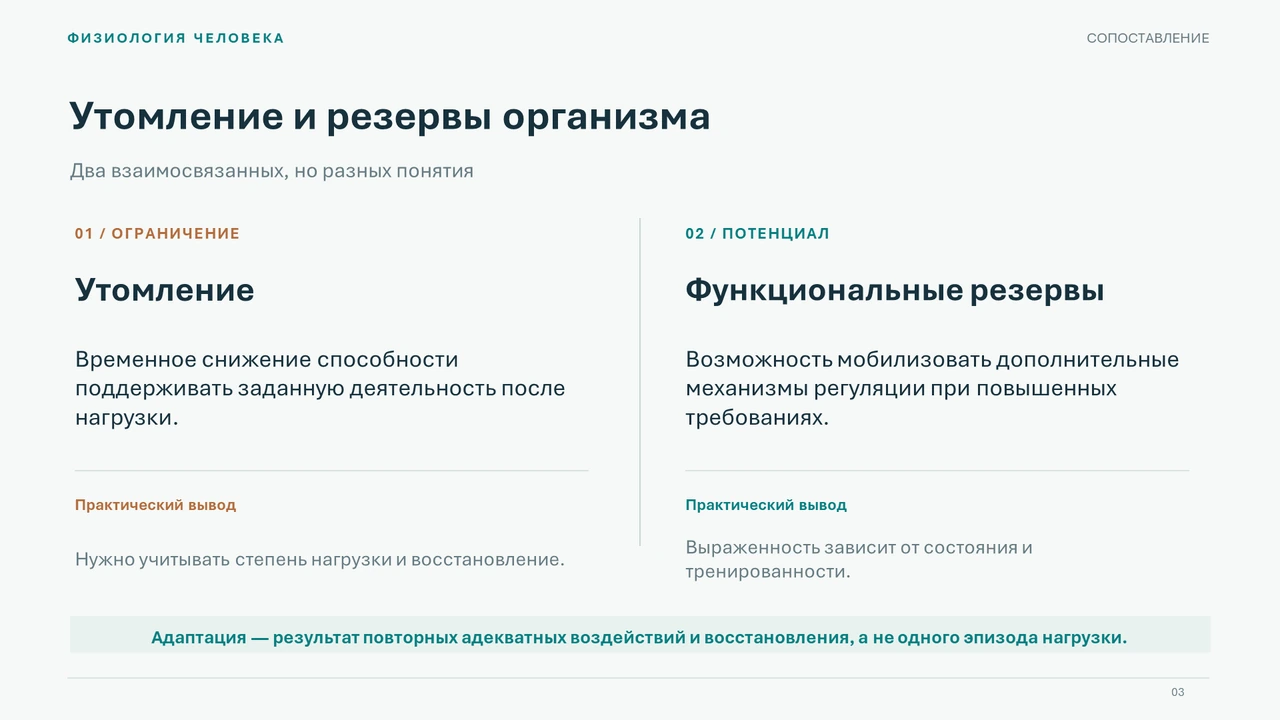 ФИЗИОЛОГИЯ ЧЕЛОВЕКА
СОПОСТАВЛЕНИЕ
Утомление и резервы организма
Два взаимосвязанных, но разных понятия
01 / ОГРАНИЧЕНИЕ
Утомление
Временное снижение способности
поддерживать заданную деятельность после
нагрузки.
Практический вывод
Нужно учитывать степень нагрузки и восстановление.
02 / ПОТЕНЦИАЛ
Функциональные резервы
Возможность мобилизовать дополнительные
механизмы регуляции при повышенных
требованиях.
Практический вывод
Выраженность зависит от состояния и
тренированности.
Адаптация — результат повторных адекватных воздействий и восстановления, а не одного эпизода нагрузки.
03